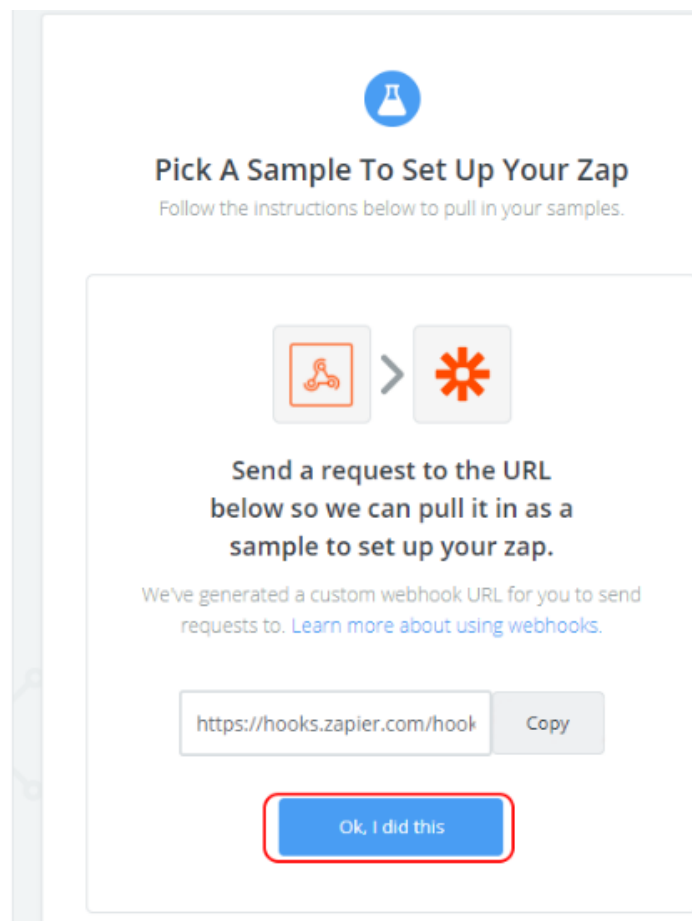 Pick A Sample To Set Up Your Zap
Follow the instructions below to pull in your samples.
Send a request to the URL
below so we can pull it in as a
sample to set up your zap.
We've generated a custom webhook URL for you to send
requests to. Learn more about using webhooks.
https://hooks.zapier.com/hook
Copy
Ok, I did this